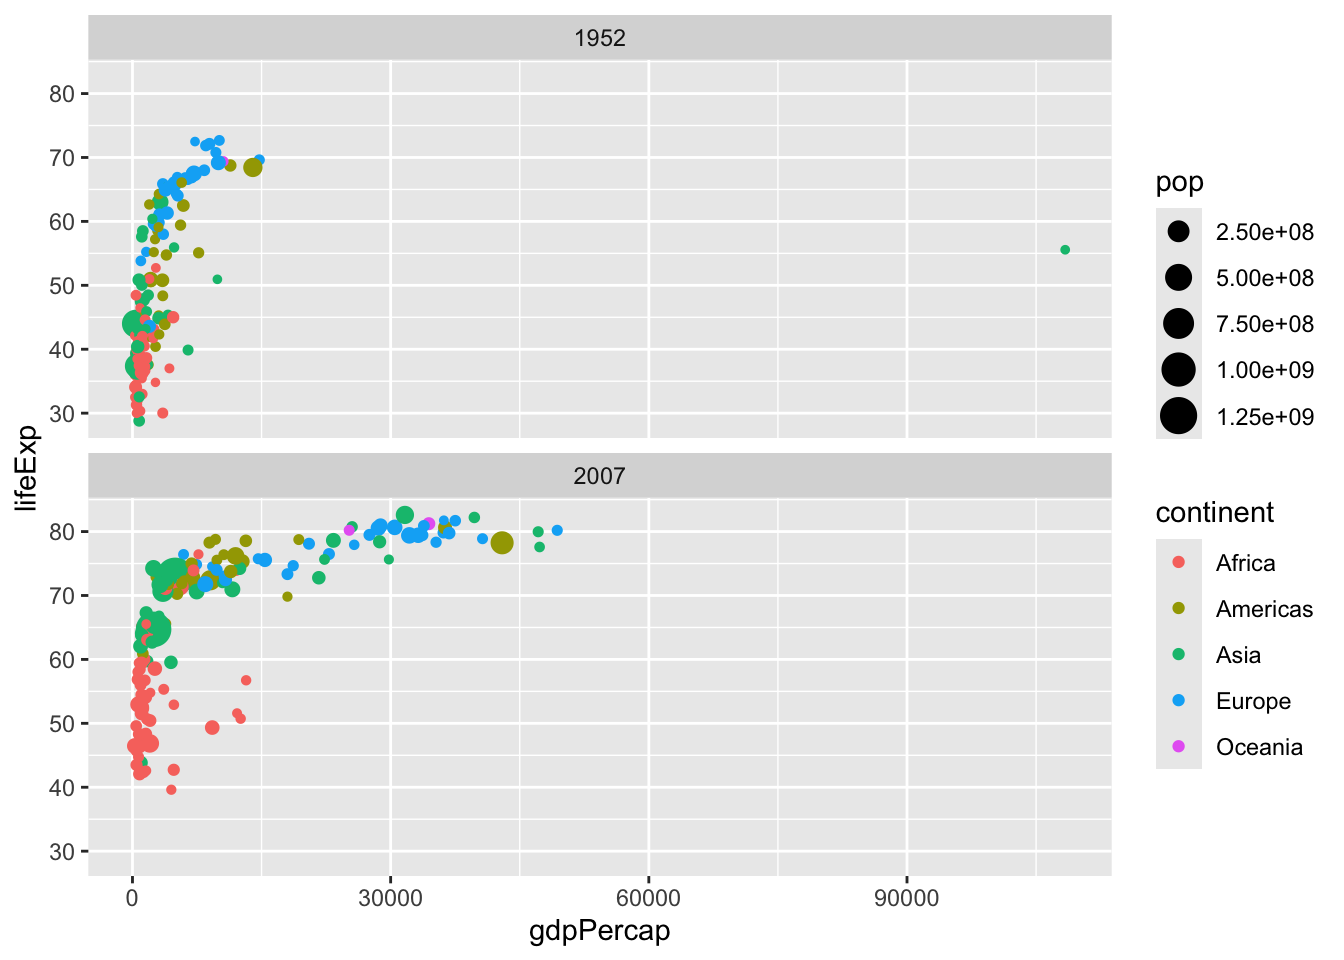 1952
80
70
60
50
40
30
2007
80
70
60
50
40
30
0 30000 60000 90000
gdpPercap
lifeExp
pop
2.50e+08
5.00e+08
7.50e+08
1.00e+09
1.25e+09
continent
Africa
Americas
Asia
Europe
Oceania